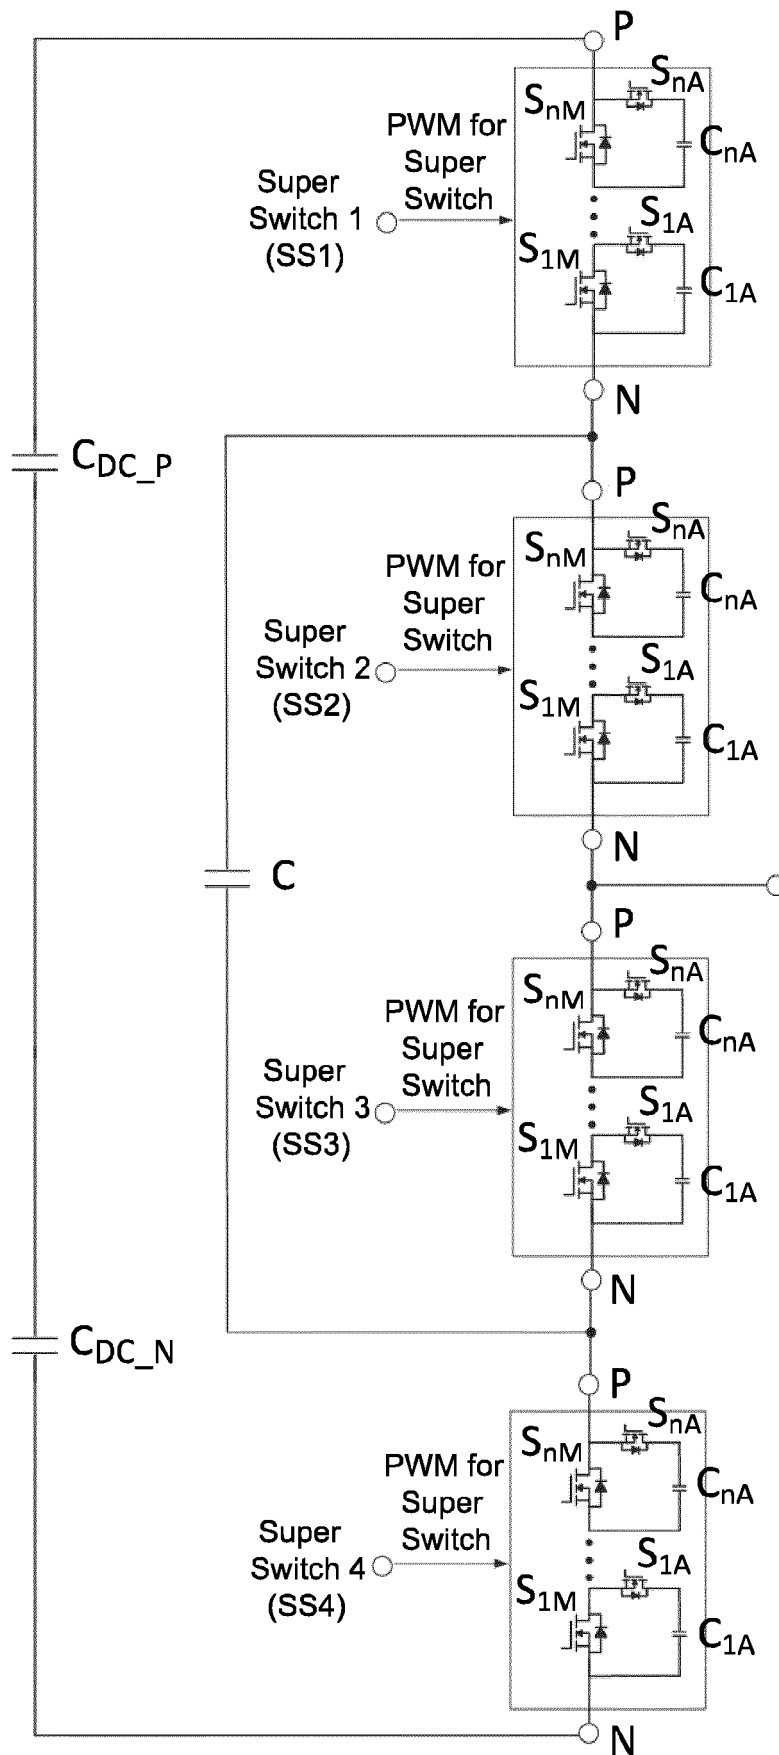 P
SnA
SnM
CnA
PWM for
Super
Switch
Super
Switch 1
(SS1)
S1A
S1M
C1A
N
CDC_P
P
SnA
SnM
CnA
PWM for
Super
Switch
Super
Switch 2
(SS2)
S1A
S1M
C1A
N
C
P
SnA
SnM
CnA
PWM for
Super
Switch
Super
Switch 3
(SS3)
S1A
S1M
C1A
N
CDC_N
P
SnA
SnM
CnA
PWM for
Super
Switch
Super
Switch 4
(SS4)
S1A
S1M
C1A
N